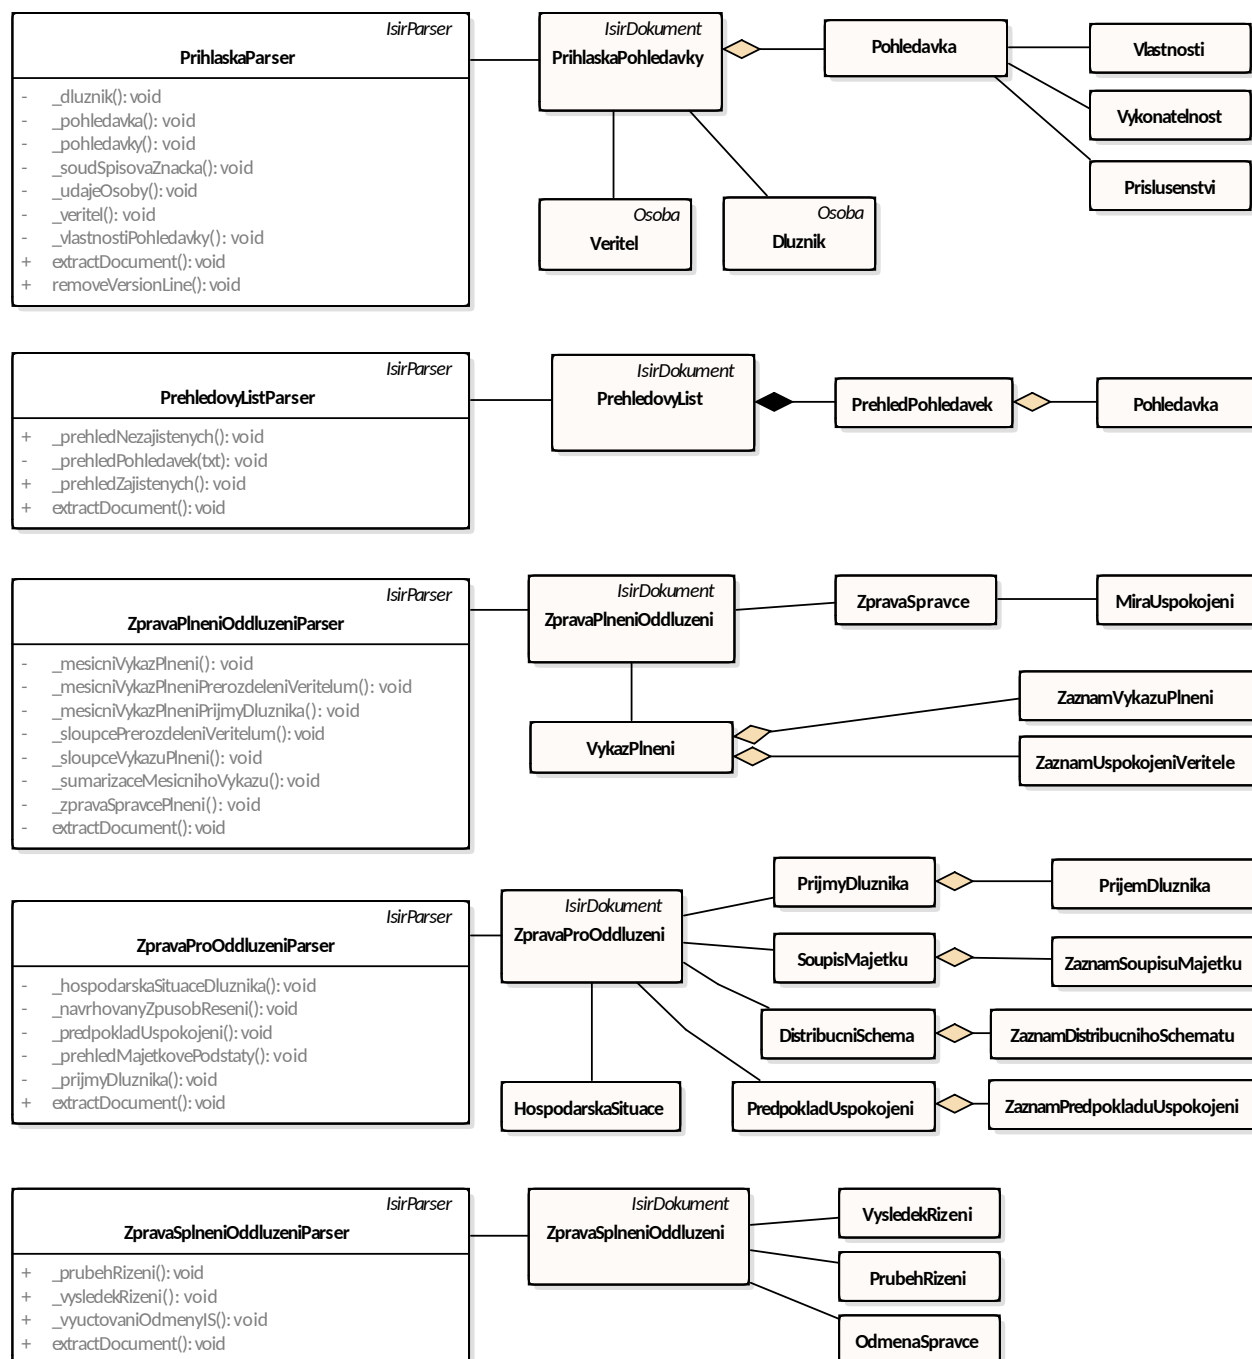 IsirParser
PrihlaskaParser
- _dluznik(): void
- _pohledavka(): void
- _pohledavky(): void
- _soudSpisovaZnacka(): void
- _udajeOsoby(): void
- _veritel(): void
- _vlastnostiPohledavky(): void
+ extractDocument(): void
+ removeVersionLine(): void
IsirDokument
PrihlaskaPohledavky
Pohledavka
Vlastnosti
Vykonatelnost
Prislusenstvi
Osoba
Veritel
Osoba
Dluznik
IsirParser
PrehledovyListParser
+ _prehledNezajistenych(): void
- _prehledPohledavek(txt): void
+ _prehledZajistenych(): void
+ extractDocument(): void
IsirDokument
PrehledovyList
PrehledPohledavek
Pohledavka
IsirParser
ZpravaPlneniOddluzeniParser
- _mesicniVykazPlneni(): void
- _mesicniVykazPlneniPrerozdeleniVeritelum(): void
- _mesicniVykazPlneniPrijmyDluznika(): void
- _sloupcePrerozdeleniVeritelum(): void
- _sloupceVykazuPlneni(): void
- _sumarizaceMesicnihoVykazu(): void
- _zpravaSpravcePlneni(): void
- extractDocument(): void
IsirDokument
ZpravaPlneniOddluzeni
ZpravaSpravce
MiraUspokojeni
VykazPlneni
ZaznamVykazuPlneni
ZaznamUspokojeniVeritele
IsirParser
ZpravaProOddluzeniParser
- _hospodarskaSituaceDluznika(): void
- _navrhovanyZpusobReseni(): void
- _predpokladUspokojeni(): void
- _prehledMajetkovePodstaty(): void
- _prijmyDluznika(): void
+ extractDocument(): void
IsirDokument
ZpravaProOddluzeni
PrijmyDluznika
PrijemDluznika
SoupisMajetku
ZaznamSoupisuMajetku
DistribucniSchema
ZaznamDistribucnihoSchematu
HospodarskaSituace
PredpokladUspokojeni
ZaznamPredpokladuUspokojeni
IsirParser
ZpravaSplneniOddluzeniParser
+ _prubehRizeni(): void
+ _vysledekRizeni(): void
+ _vyuctovaniOdmenyIS(): void
+ extractDocument(): void
IsirDokument
ZpravaSplneniOddluzeni
VysledekRizeni
PrubehRizeni
OdmenaSpravce